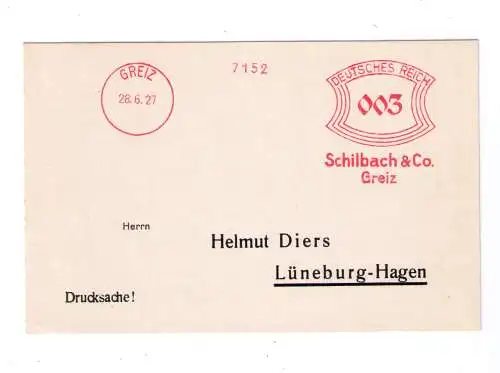 GREIZ
28.6.27
7152
DEUTSCHES REICH
003
Schilbach & Co.
Greiz
Herrn
Helmut Diers
Lüneburg-Hagen
Drucksache!